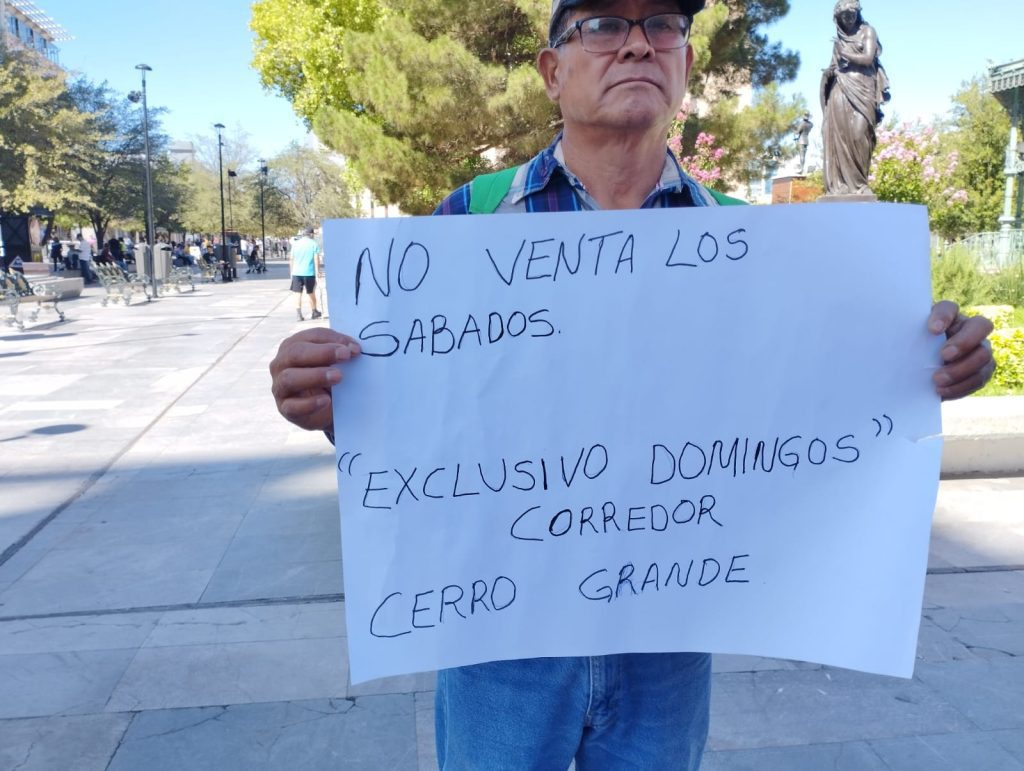 NO VENTA LOS
SABADOS.
“EXCLUSIVO DOMINGOS”
CORREDOR
CERRO GRANDE